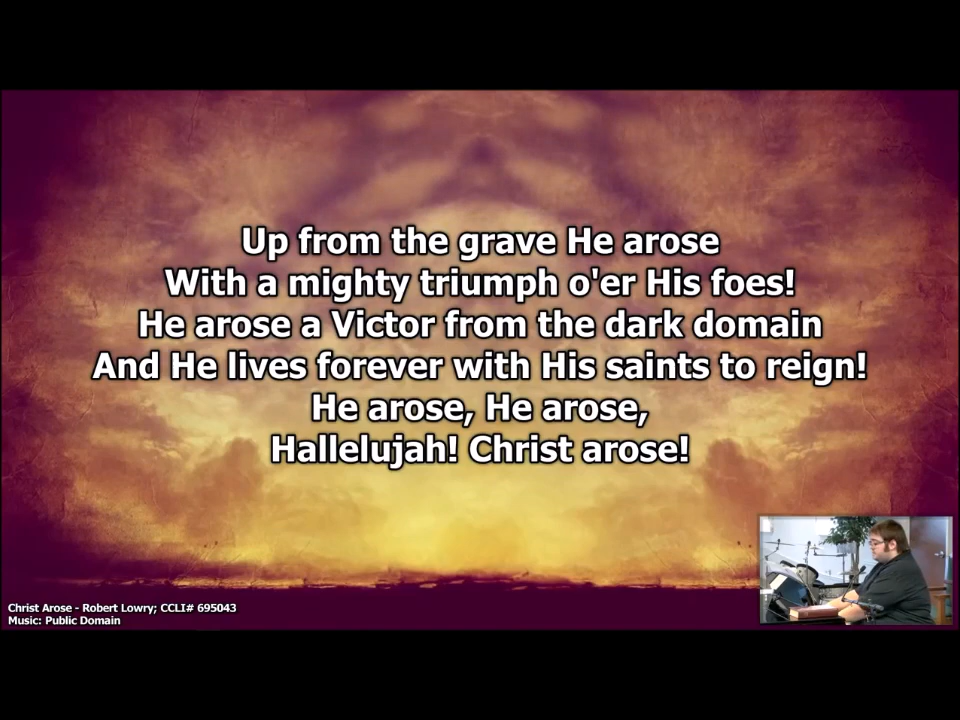 Up from the grave He arose
With a mighty triumph o'er His foes!
He arose a Victor from the dark domain
And He lives forever with His saints to reign!
He arose, He arose,
Hallelujah! Christ arose!
Christ Arose - Robert Lowry; CCLI# 695043
Music: Public Domain